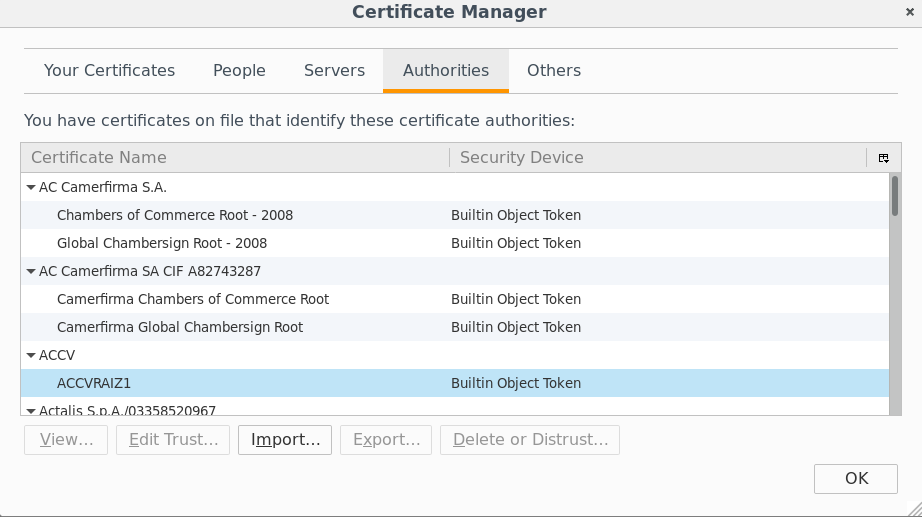 Certificate Manager
Your Certificates People Servers Authorities Others
You have certificates on file that identify these certificate authorities:
Certificate Name Security Device
AC Camerfirma S.A.
Chambers of Commerce Root - 2008 Builtin Object Token
Global Chambersign Root - 2008 Builtin Object Token
AC Camerfirma SA CIF A82743287
Camerfirma Chambers of Commerce Root Builtin Object Token
Camerfirma Global Chambersign Root Builtin Object Token
ACCV
ACCVRAIZ1 Builtin Object Token
Actalis S.p.A./03358520967
View... Edit Trust... Import... Export... Delete or Distrust...
OK